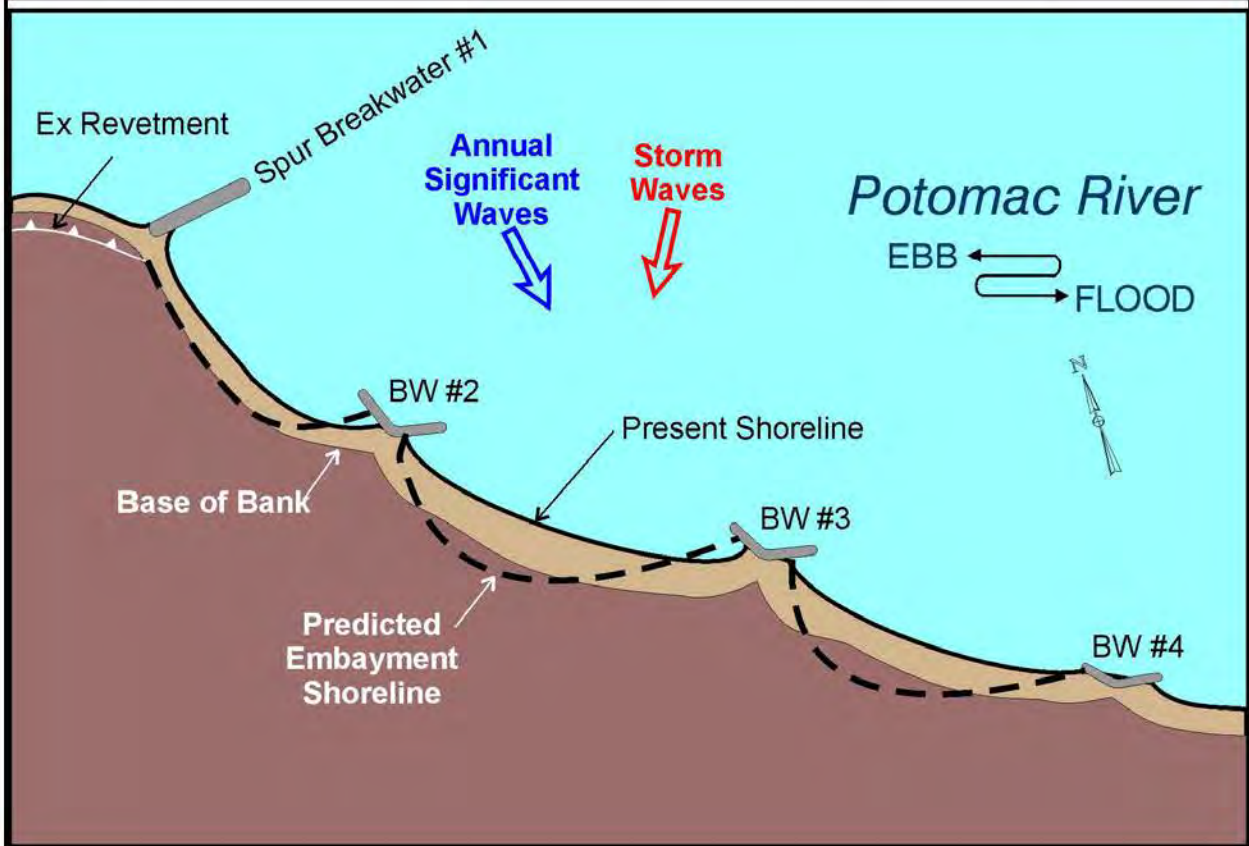 Ex Revetment
Spur Breakwater #1
Annual
Significant
Waves
Storm
Waves
Potomac River
EBB
FLOOD
N
BW #2
Present Shoreline
Base of Bank
BW #3
Predicted
Embayment
Shoreline
BW #4